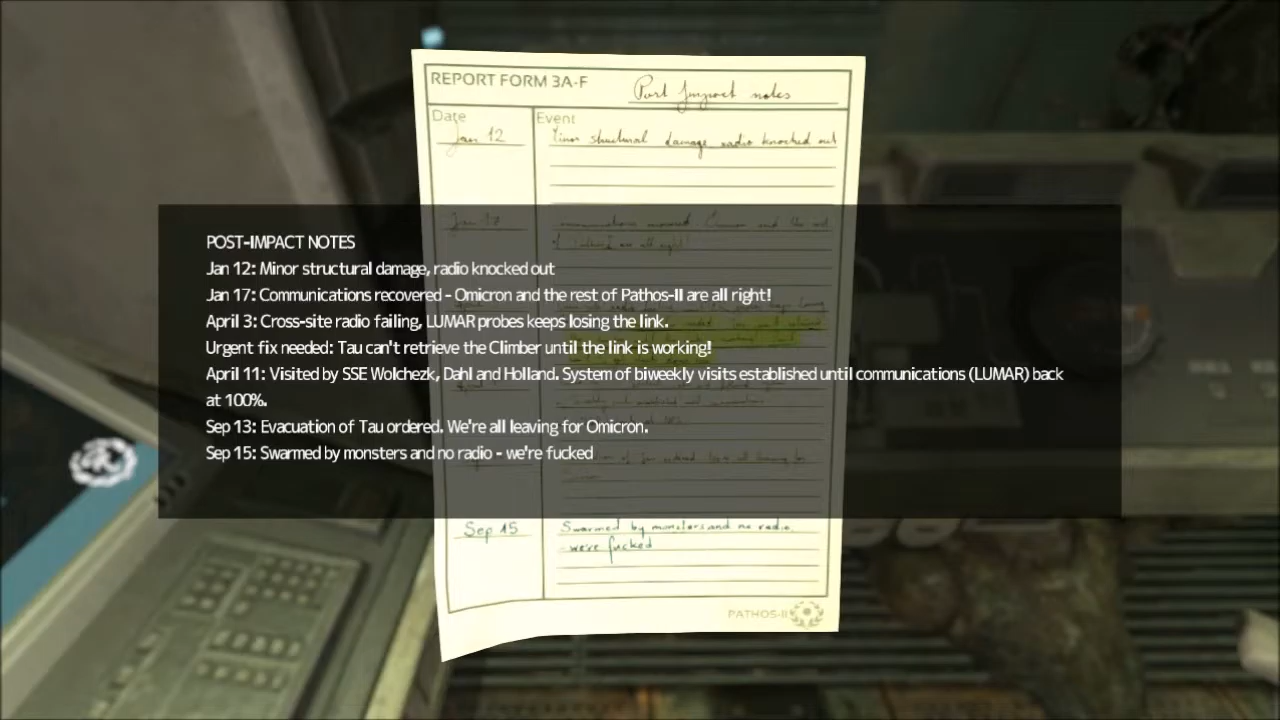 REPORT FORM 3A-F
Post Impact notes
Date
Event
Jan 12
Minor structural damage, radio knocked out
POST-IMPACT NOTES
Jan 12: Minor structural damage, radio knocked out
Jan 17: Communications recovered - Omicron and the rest of Pathos-II are all right!
April 3: Cross-site radio failing, LUMAR probes keeps losing the link.
Urgent fix needed: Tau can't retrieve the Climber until the link is working!
April 11: Visited by SSE Wolchezk, Dahl and Holland. System of biweekly visits established until communications (LUMAR) back
at 100%.
Sep 13: Evacuation of Tau ordered. We're all leaving for Omicron.
Sep 15: Swarmed by monsters and no radio - we're fucked
Sep 15
Swarmed by monsters and no radio
- we're fucked
PATHOS-II